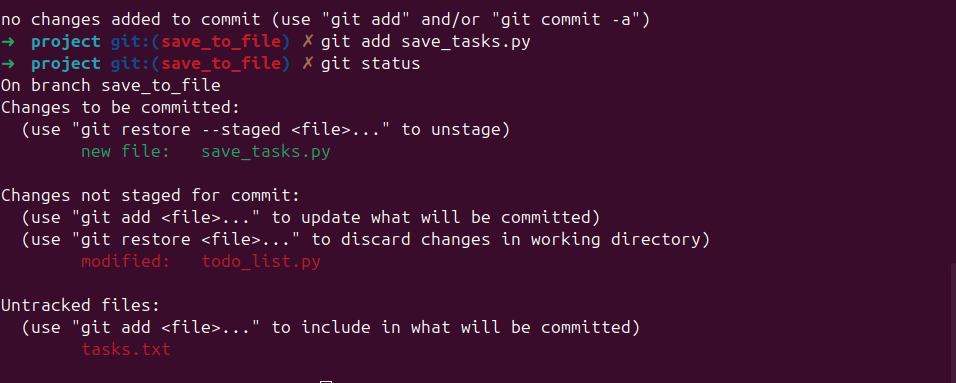 no changes added to commit (use "git add" and/or "git commit -a")
➜  project git:(save_to_file) ✗ git add save_tasks.py
➜  project git:(save_to_file) ✗ git status
On branch save_to_file
Changes to be committed:
  (use "git restore --staged <file>..." to unstage)
        new file:   save_tasks.py

Changes not staged for commit:
  (use "git add <file>..." to update what will be committed)
  (use "git restore <file>..." to discard changes in working directory)
        modified:   todo_list.py

Untracked files:
  (use "git add <file>..." to include in what will be committed)
        tasks.txt